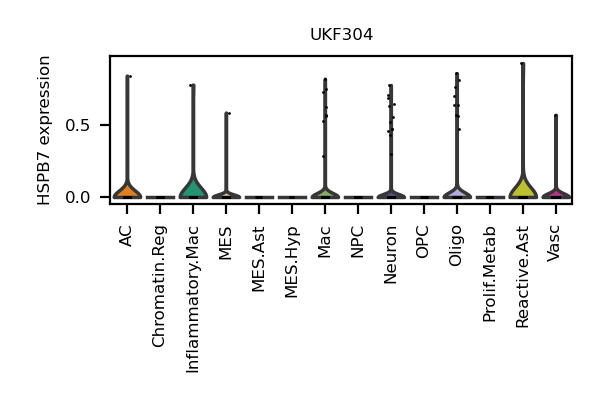 UKF304
HSPB7 expression
0.5
0.0
AC
Chromatin.Reg
Inflammatory.Mac
MES
MES.Ast
MES.Hyp
Mac
NPC
Neuron
OPC
Oligo
Prolif.Metab
Reactive.Ast
Vasc